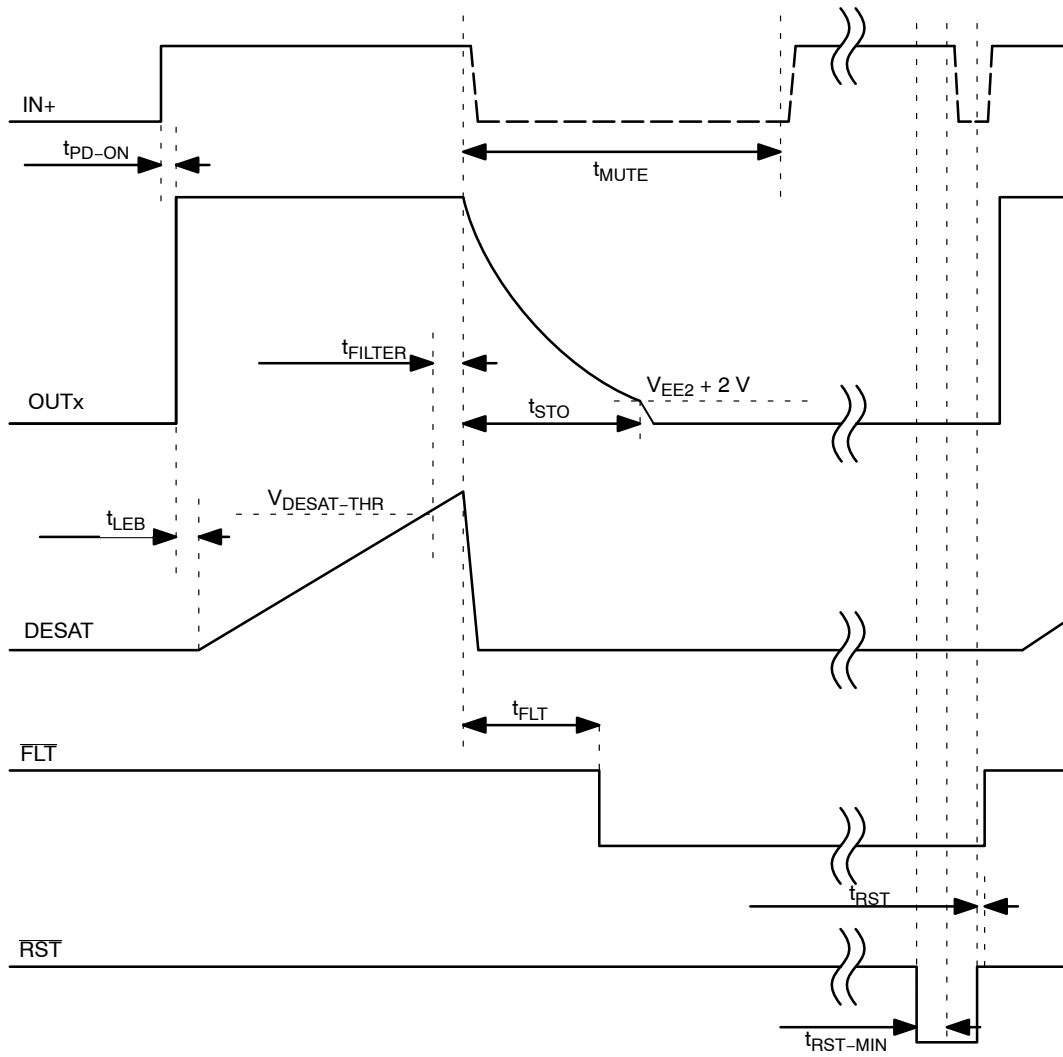 IN+
tPD–ON
tMUTE
tFILTER
VEE2 + 2 V
OUTx
tSTO
VDESAT–THR
tLEB
DESAT
tFLT
FLT
tRST
RST
tRST–MIN